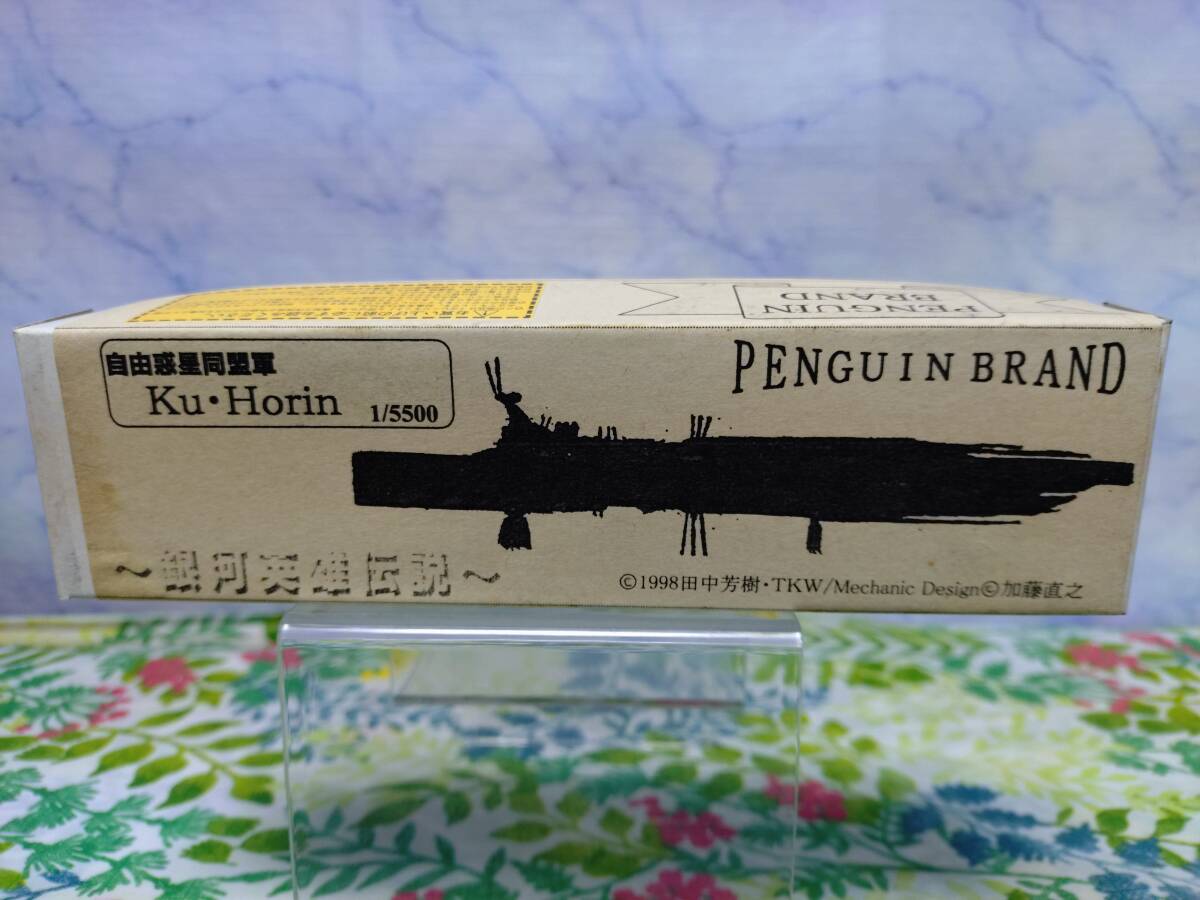 PENGUIN
BRAND
自由惑星同盟軍
Ku・Horin 1/5500
PENGUIN BRAND
~銀河英雄伝説~
©1998田中芳樹・TKW/Mechanic Design©加藤直之